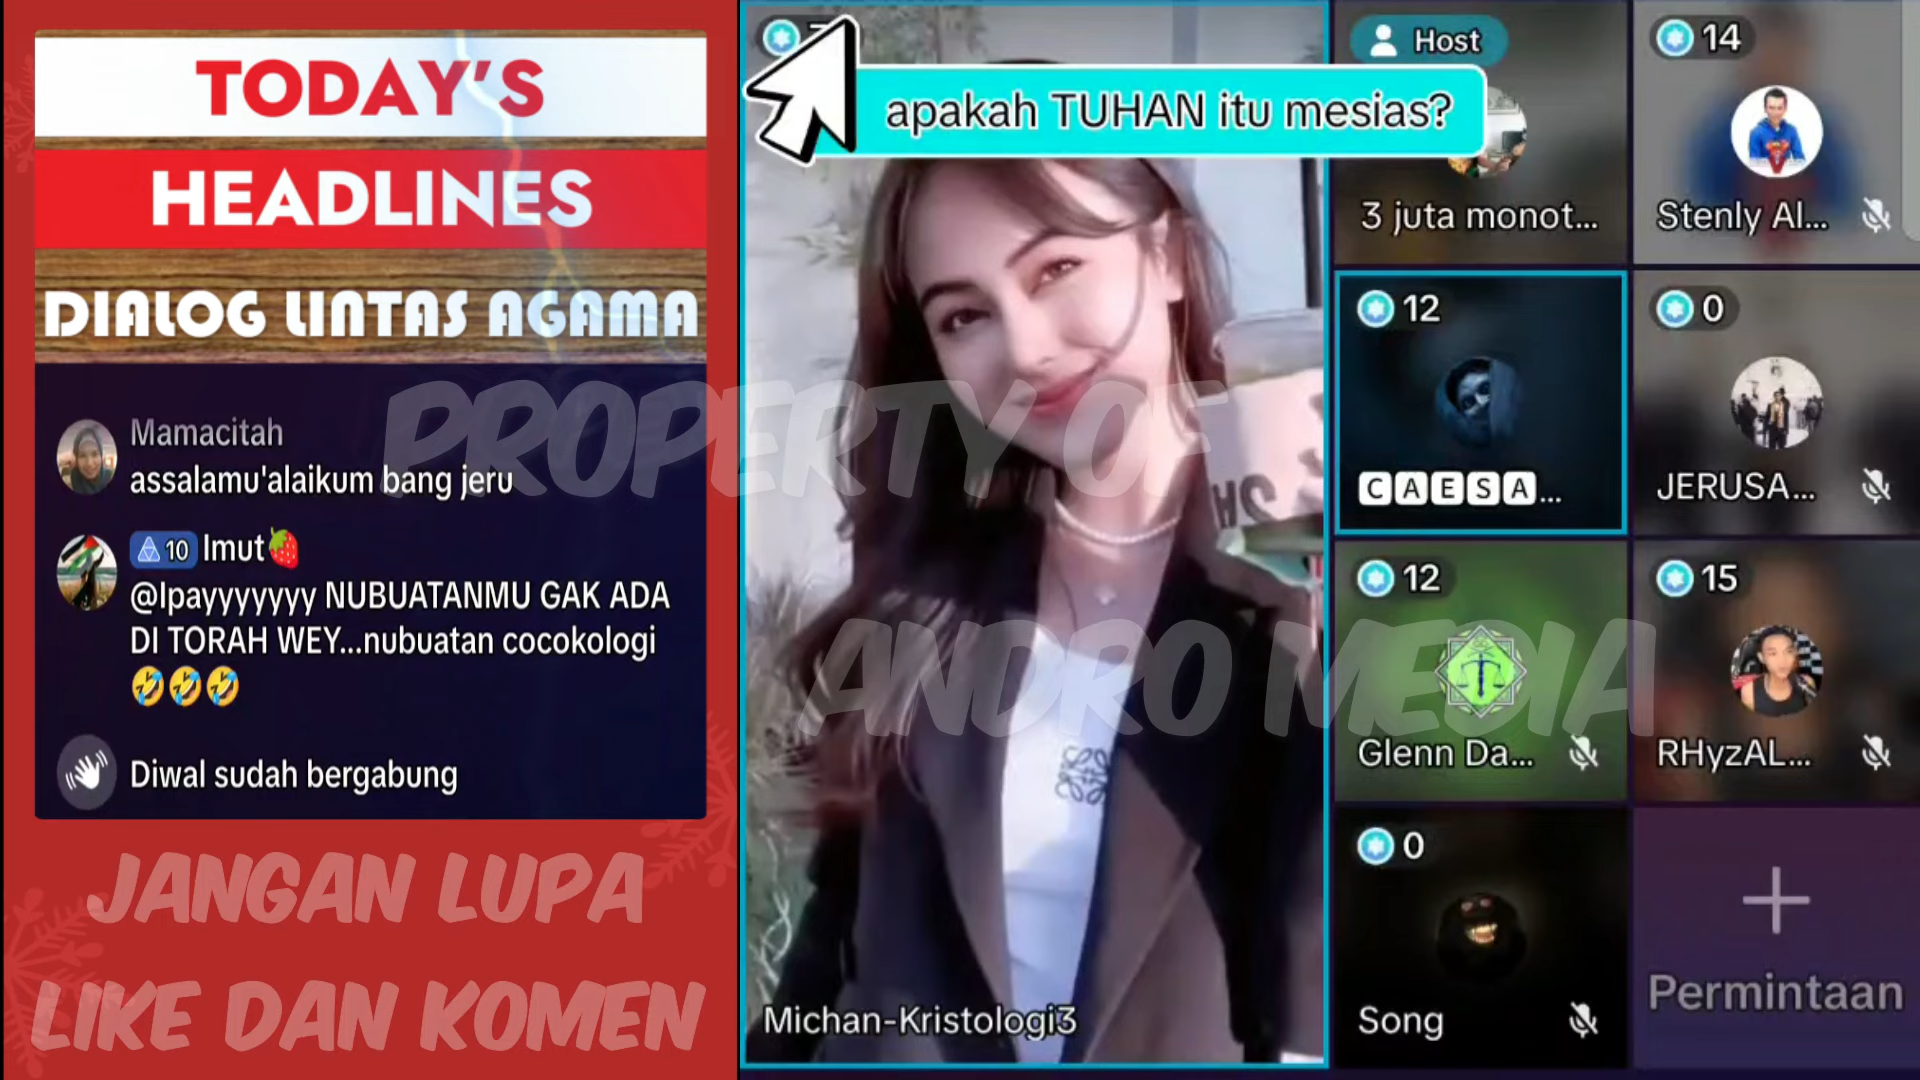 TODAY'S
HEADLINES
DIALOG LINTAS AGAMA
Mamacitah
assalamu'alaikum bang jeru
10 Imut🍓
@Ipayyyyyyy NUBUATANMU GAK ADA
DI TORAH WEY...nubuatan cocokologi
🤣🤣🤣
Diwal sudah bergabung
JANGAN LUPA
LIKE DAN KOMEN
PROPERTY OF
ANDRO MEDIA
apakah TUHAN itu mesias?
Michan-Kristologi3
Host
3 juta monot...
14
Stenly Al...
12
CAESA...
0
JERUSA...
12
Glenn Da...
15
RHyzAL...
0
Song
Permintaan